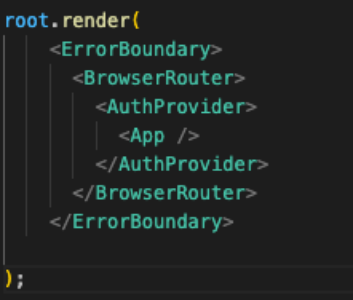 root.render(
<ErrorBoundary>
<BrowserRouter>
<AuthProvider>
<App />
</AuthProvider>
</BrowserRouter>
</ErrorBoundary>
);